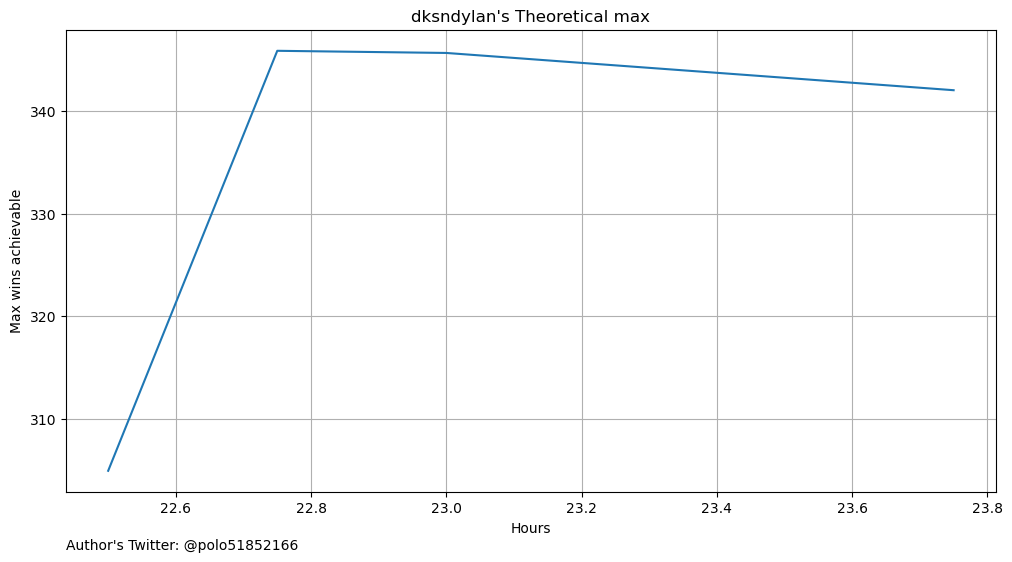 dksndylan's Theoretical max
Max wins achievable
340
330
320
310
22.6 22.8 23.0 23.2 23.4 23.6 23.8
Hours
Author's Twitter: @polo51852166